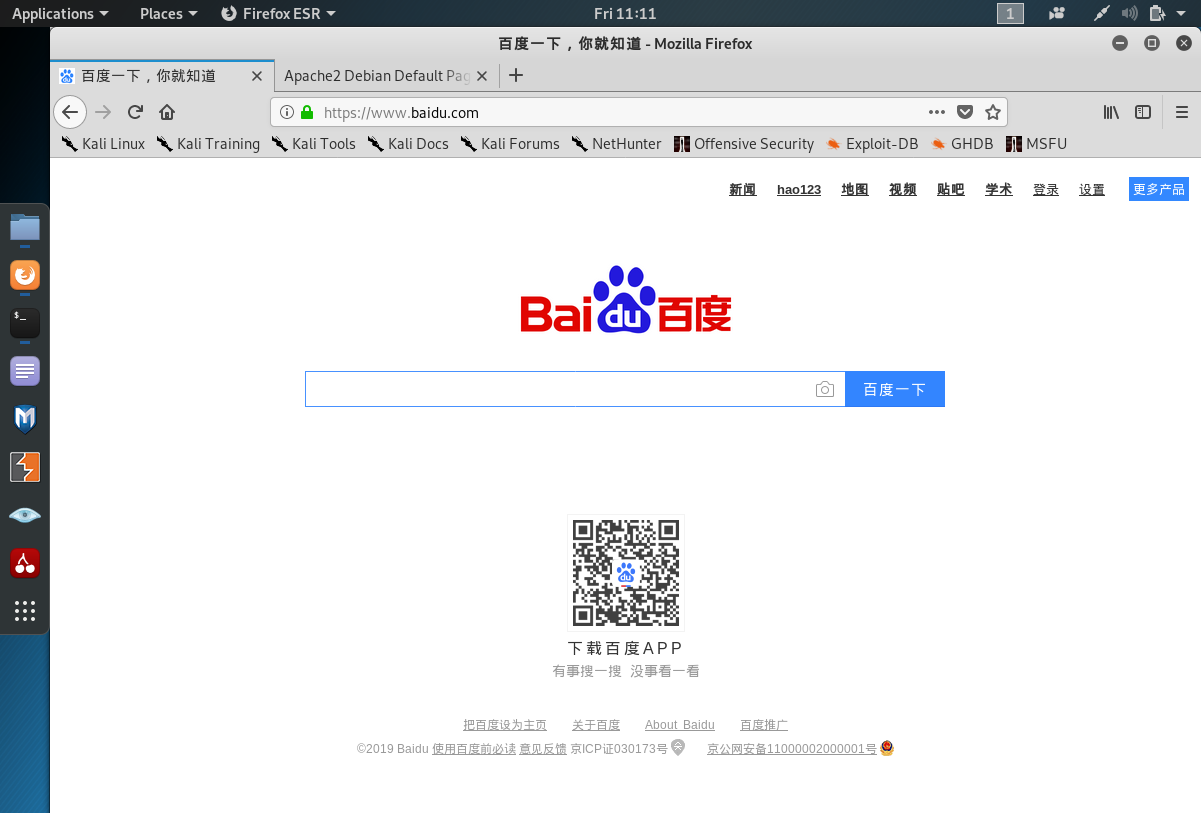 Applications Places Firefox ESR Fri 11:11 1
百度一下，你就知道 - Mozilla Firefox
百度一下，你就知道 Apache2 Debian Default Pag
https://www.baidu.com
Kali Linux Kali Training Kali Tools Kali Docs Kali Forums NetHunter Offensive Security Exploit-DB GHDB MSFU
新闻 hao123 地图 视频 贴吧 学术 登录 设置 更多产品
Bai du 百度
百度一下
du
下载百度APP
有事搜一搜 没事看一看
把百度设为主页 关于百度 About Baidu 百度推广
©2019 Baidu 使用百度前必读 意见反馈 京ICP证030173号 京公网安备11000002000001号